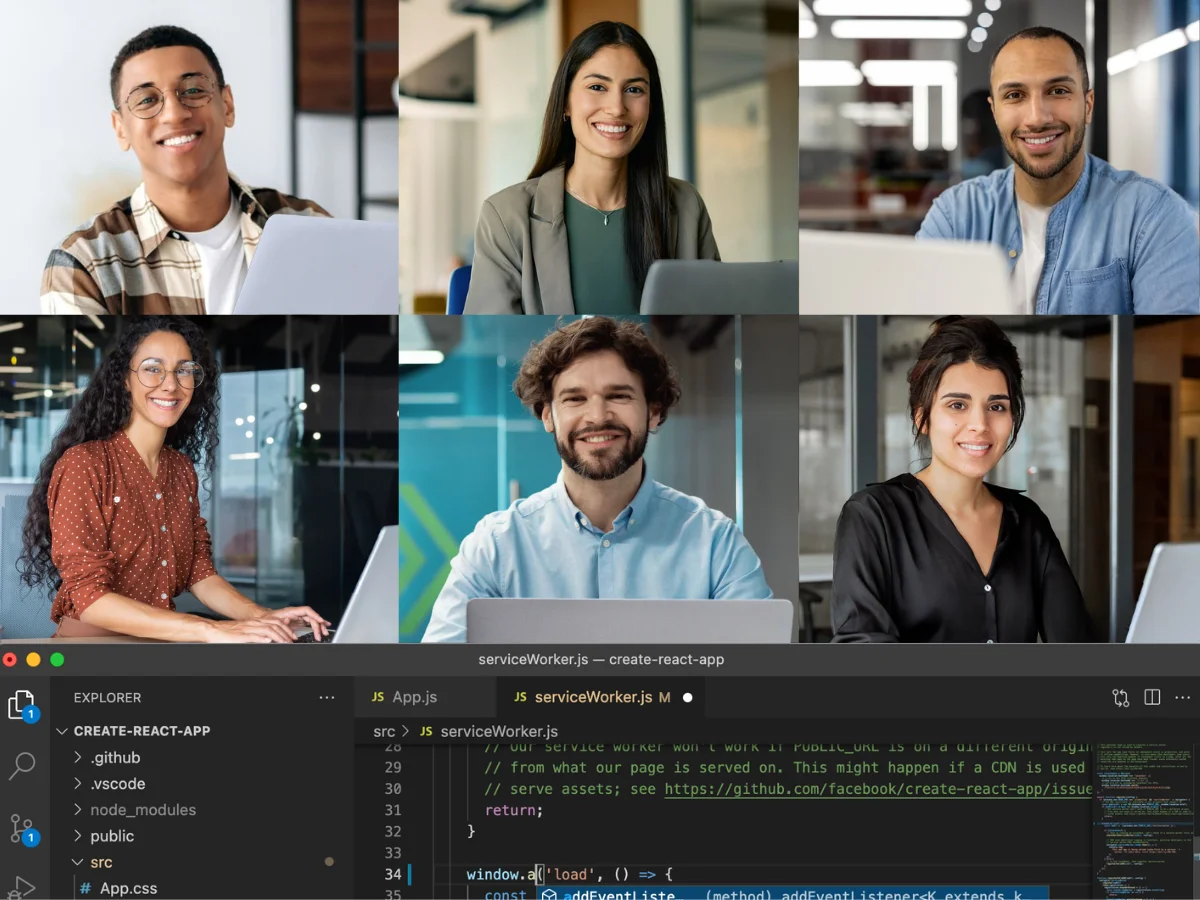 serviceWorker.js — create-react-app
EXPLORER
JS App.js
JS serviceWorker.js M
CREATE-REACT-APP
src > JS serviceWorker.js
.github
.vscode
node_modules
public
src
# App.css
1
1
28 // our service worker won't work if PUBLIC_URL is on a different origin
29 // from what our page is served on. This might happen if a CDN is used
30 // serve assets; see https://github.com/facebook/create-react-app/issue
31 return;
32 }
33
34 window.a('load', () => {
35 const addEventListe… (method) addEventListener<K extends k…